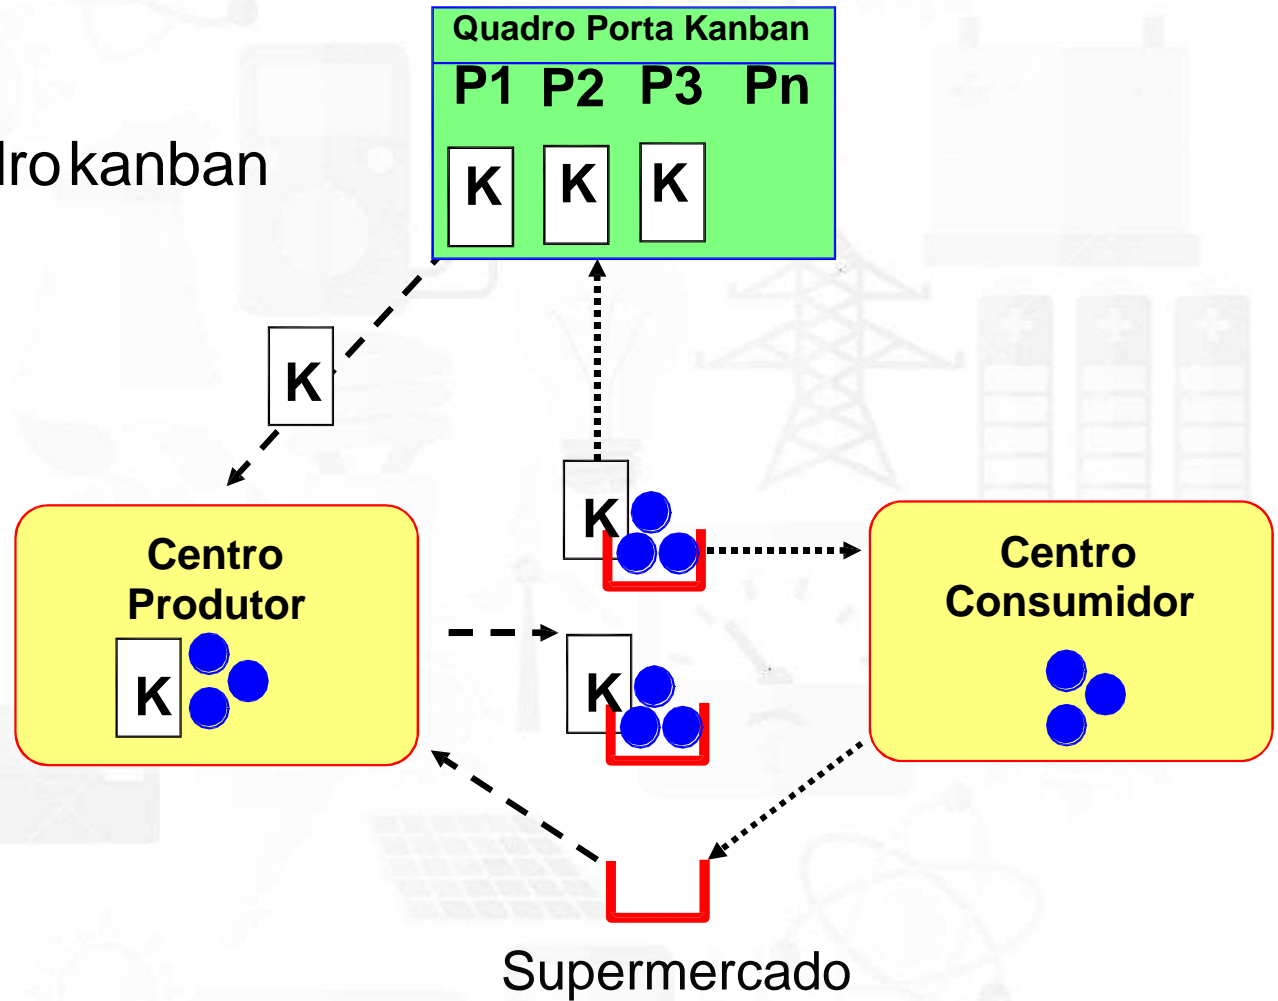 Quadro Porta Kanban
P1 P2 P3 Pn
kanban
K K K
K
K
Centro
Produtor
K
Centro
Consumidor
K
Supermercado